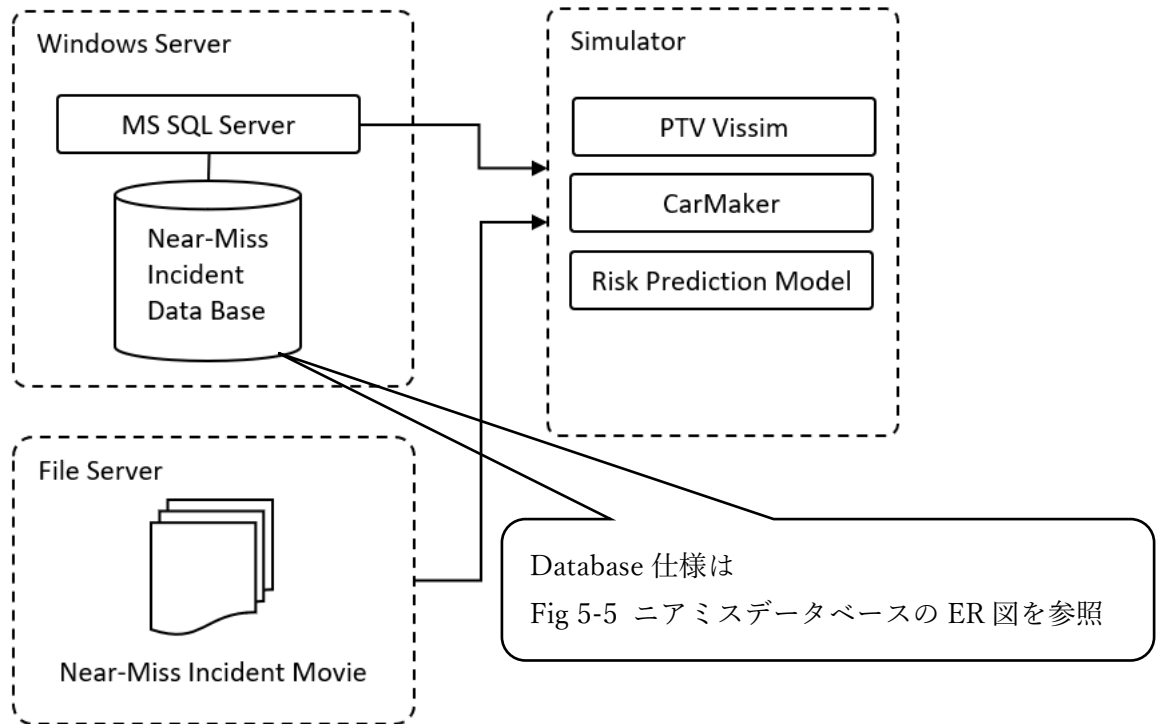 Windows Server
MS SQL Server
Near-Miss
Incident
Data Base
Simulator
PTV Vissim
CarMaker
Risk Prediction Model
File Server
Near-Miss Incident Movie
Database 仕様は
Fig 5-5 ニアミスデータベースの ER 図を参照